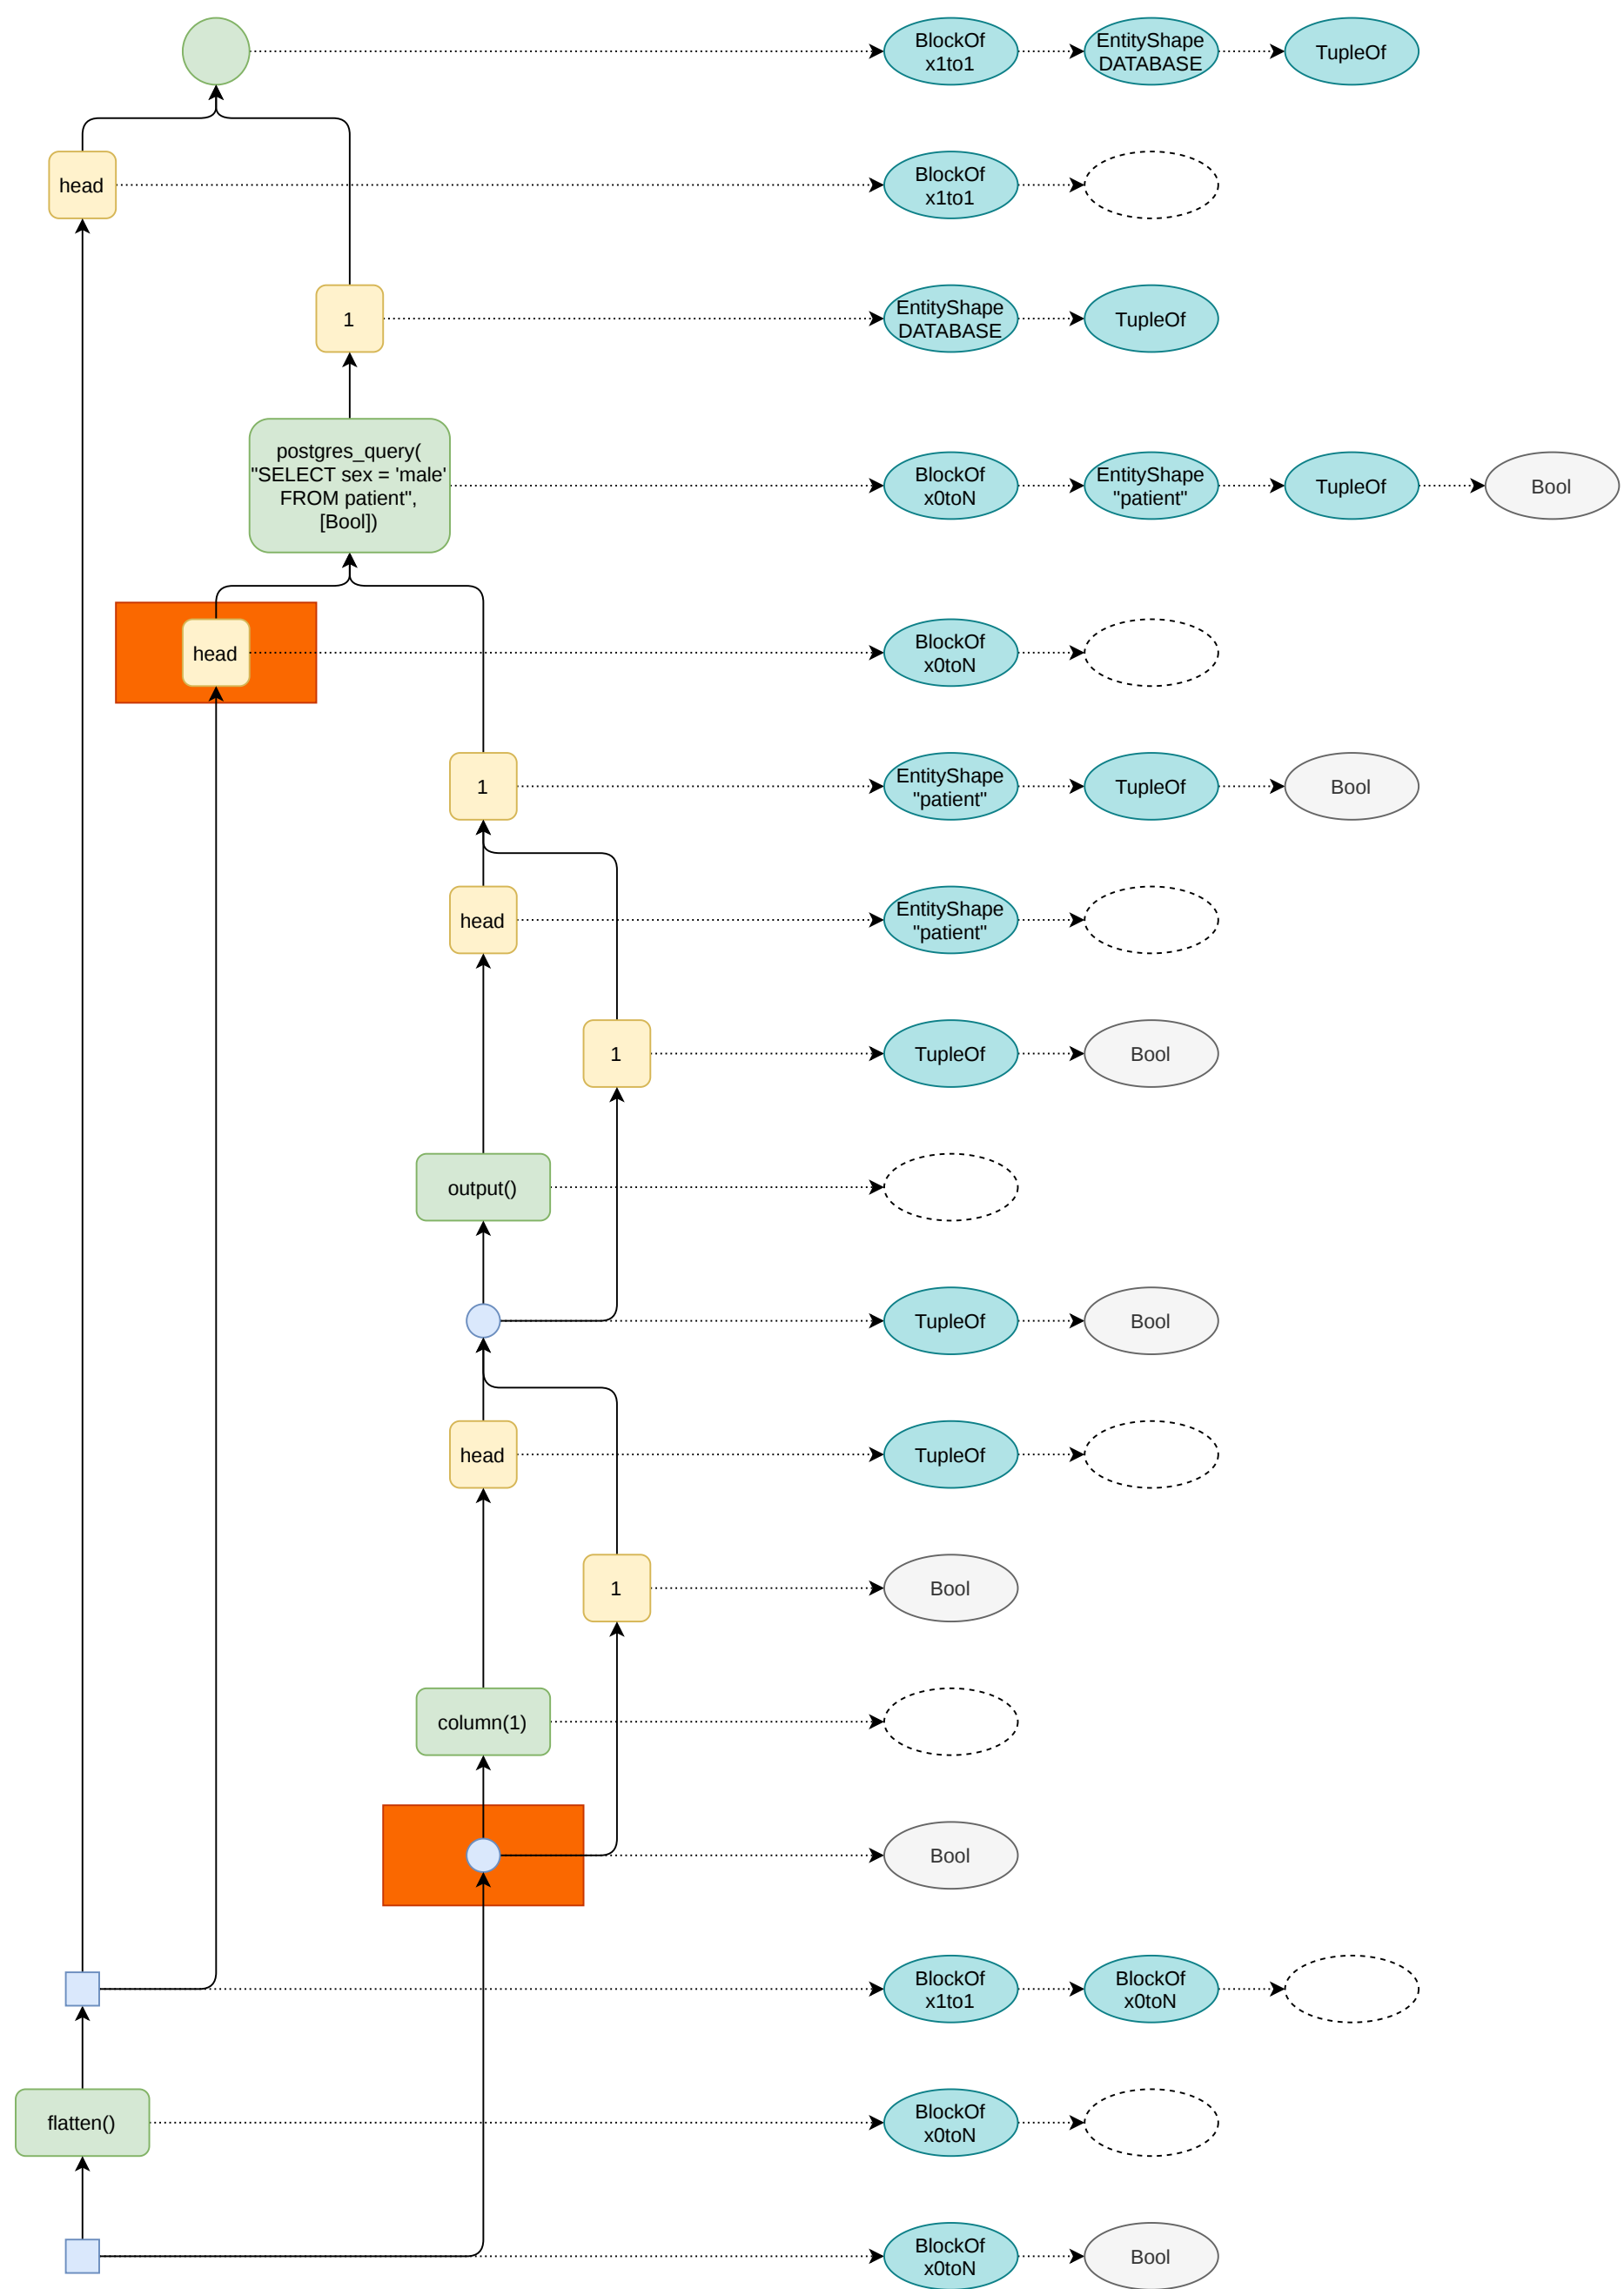 BlockOf
x1to1
EntityShape
DATABASE
TupleOf
head
BlockOf
x1to1
1
EntityShape
DATABASE
TupleOf
postgres_query(
"SELECT sex = 'male'
FROM patient",
[Bool])
BlockOf
x0toN
EntityShape
"patient"
TupleOf
Bool
head
BlockOf
x0toN
1
EntityShape
"patient"
TupleOf
Bool
head
EntityShape
"patient"
1
TupleOf
Bool
output()
TupleOf
Bool
head
TupleOf
1
Bool
column(1)
Bool
BlockOf
x1to1
BlockOf
x0toN
flatten()
BlockOf
x0toN
BlockOf
x0toN
Bool